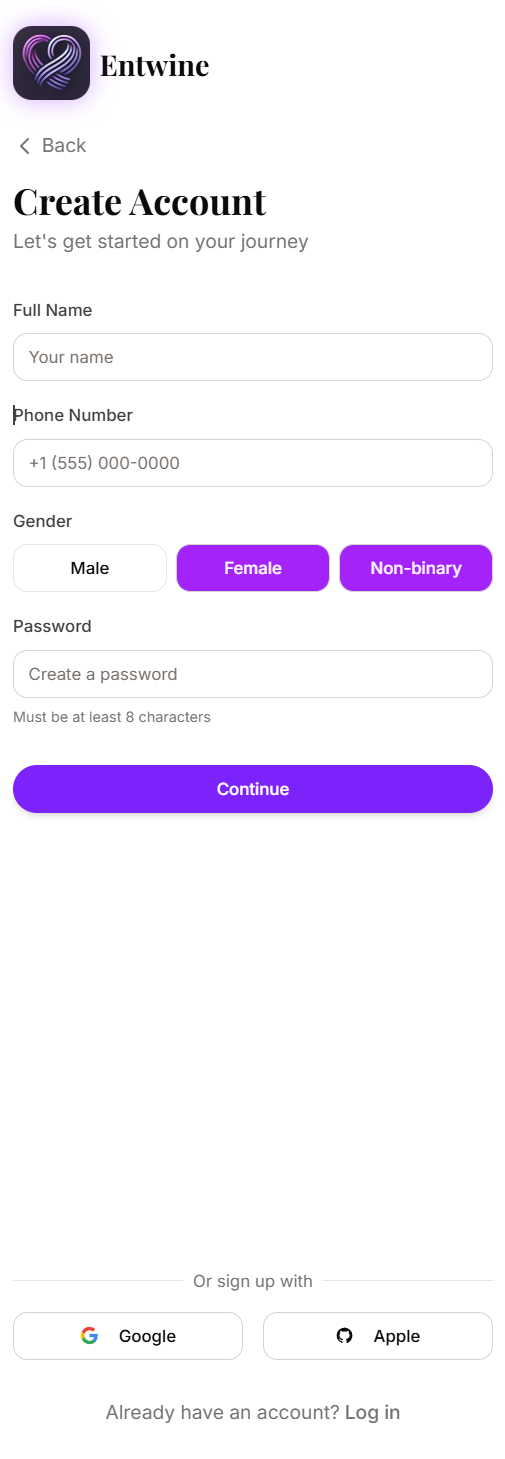 Entwine
Back
Create Account
Let's get started on your journey
Full Name
Your name
Phone Number
+1 (555) 000-0000
Gender
Male Female Non-binary
Password
Create a password
Must be at least 8 characters
Continue
Or sign up with
Google Apple
Already have an account? Log in